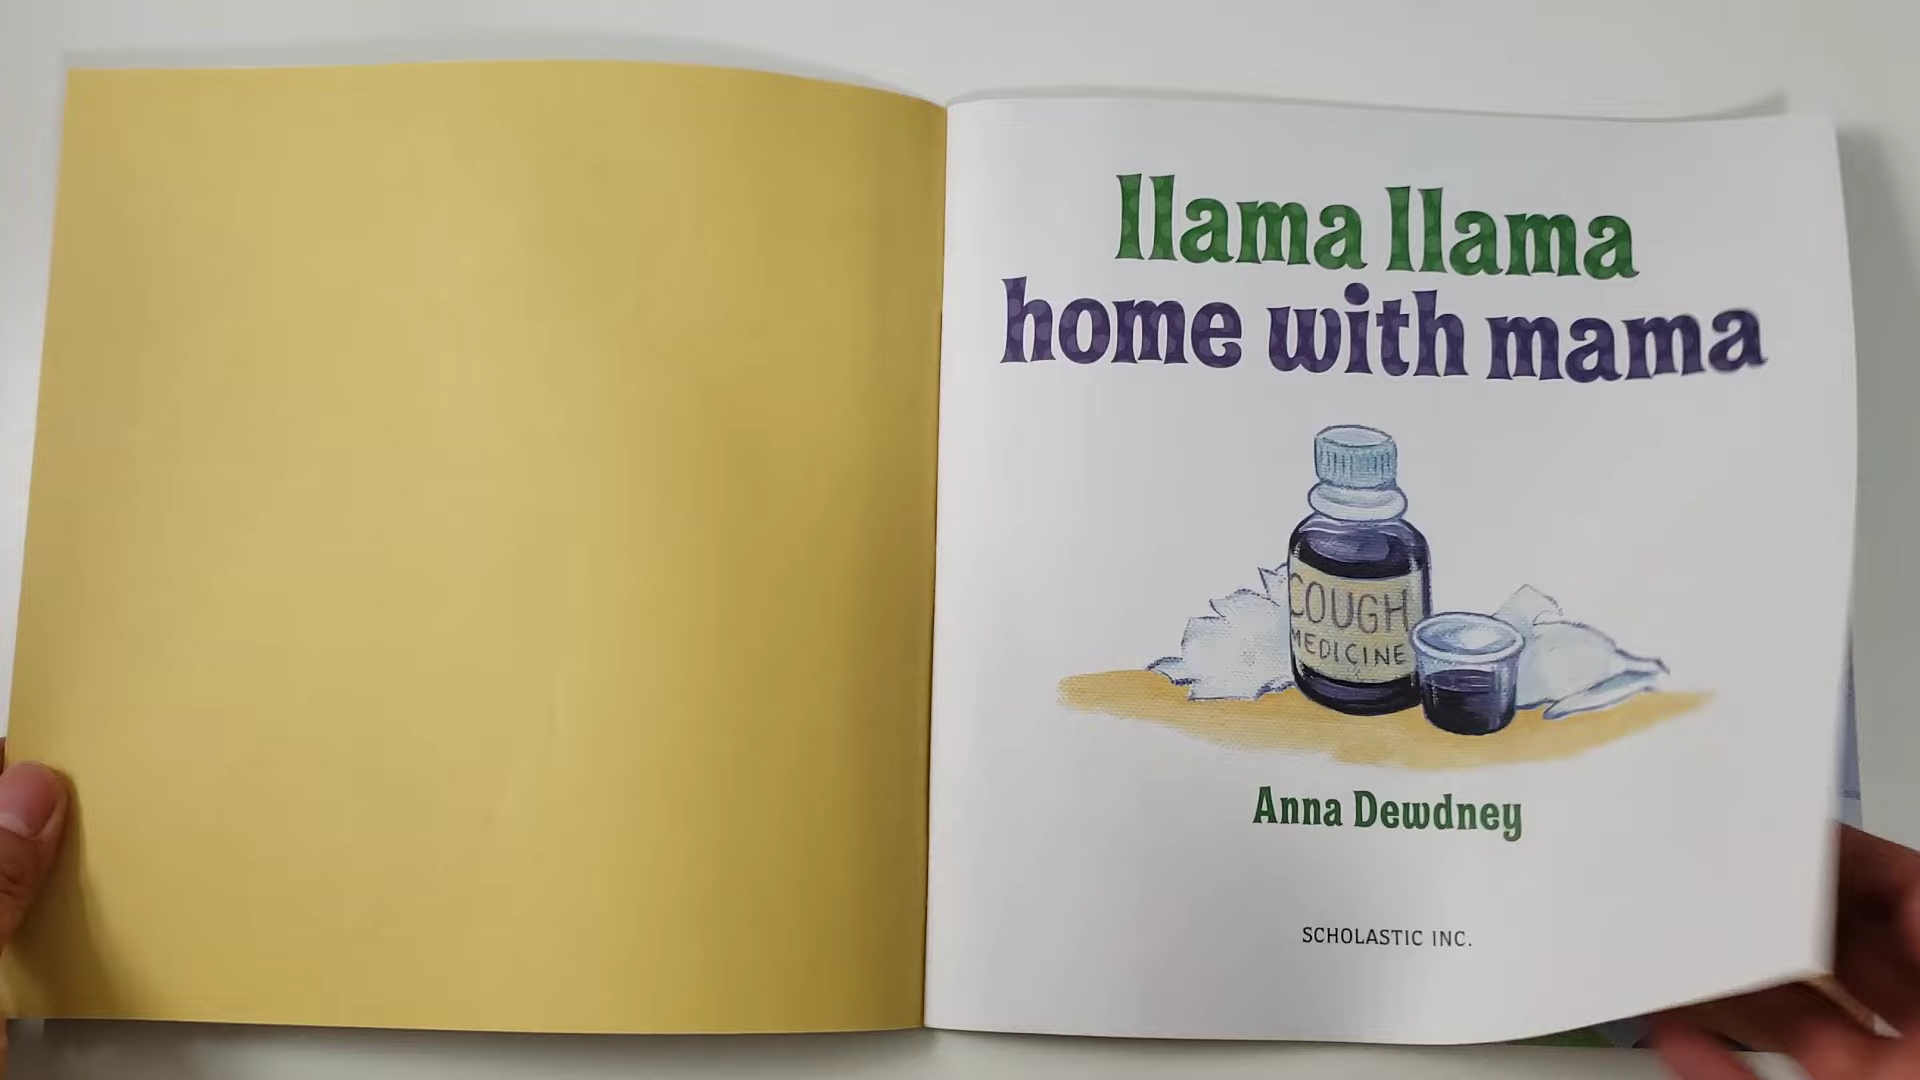 llama llama
home with mama
COUGH
MEDICINE
Anna Dewdney
SCHOLASTIC INC.